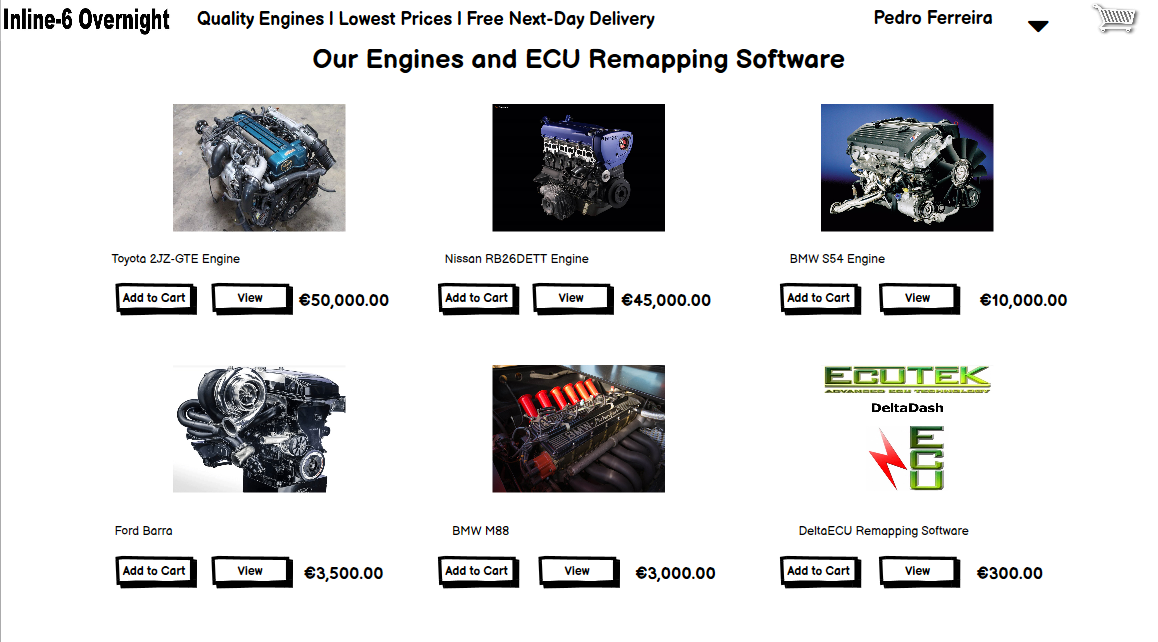 Inline-6 Overnight
Quality Engines I Lowest Prices I Free Next-Day Delivery
Pedro Ferreira
Our Engines and ECU Remapping Software
Toyota 2JZ-GTE Engine
Nissan RB26DETT Engine
BMW S54 Engine
Add to Cart
View
€50,000.00
Add to Cart
View
€45,000.00
Add to Cart
View
€10,000.00
ECUTEK
ADVANCED ECU TECHNOLOGY
DeltaDash
ECU
Ford Barra
BMW M88
DeltaECU Remapping Software
Add to Cart
View
€3,500.00
Add to Cart
View
€3,000.00
Add to Cart
View
€300.00